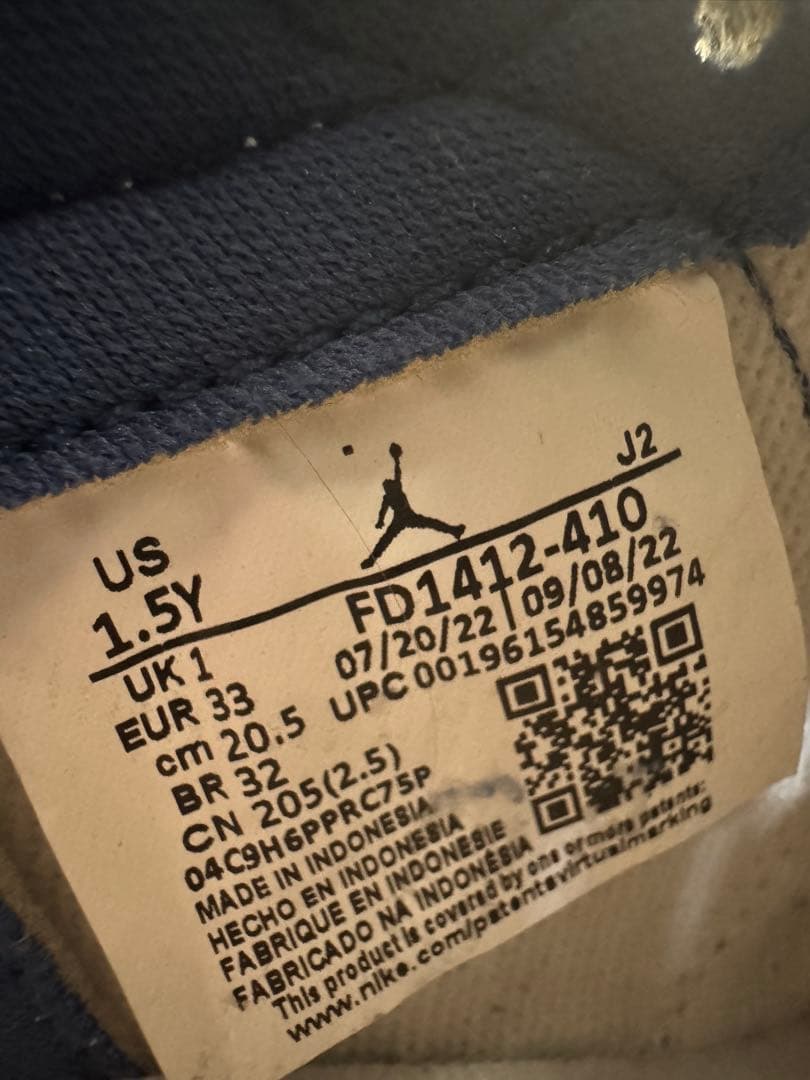 J2
US
1.5Y
FD1412-410
07/20/22 | 09/08/22
UPC 00196154859974
UK 1
EUR 33
cm 20.5
BR 32
CN 205(2.5)
04C9H6PPRC75P
MADE IN INDONESIA
HECHO EN INDONESIA
FABRIQUE EN INDONÉSIE
FABRICADO NA INDONÉSIA
This product is covered by one or more patents:
www.nike.com/patentsvirtualmarking